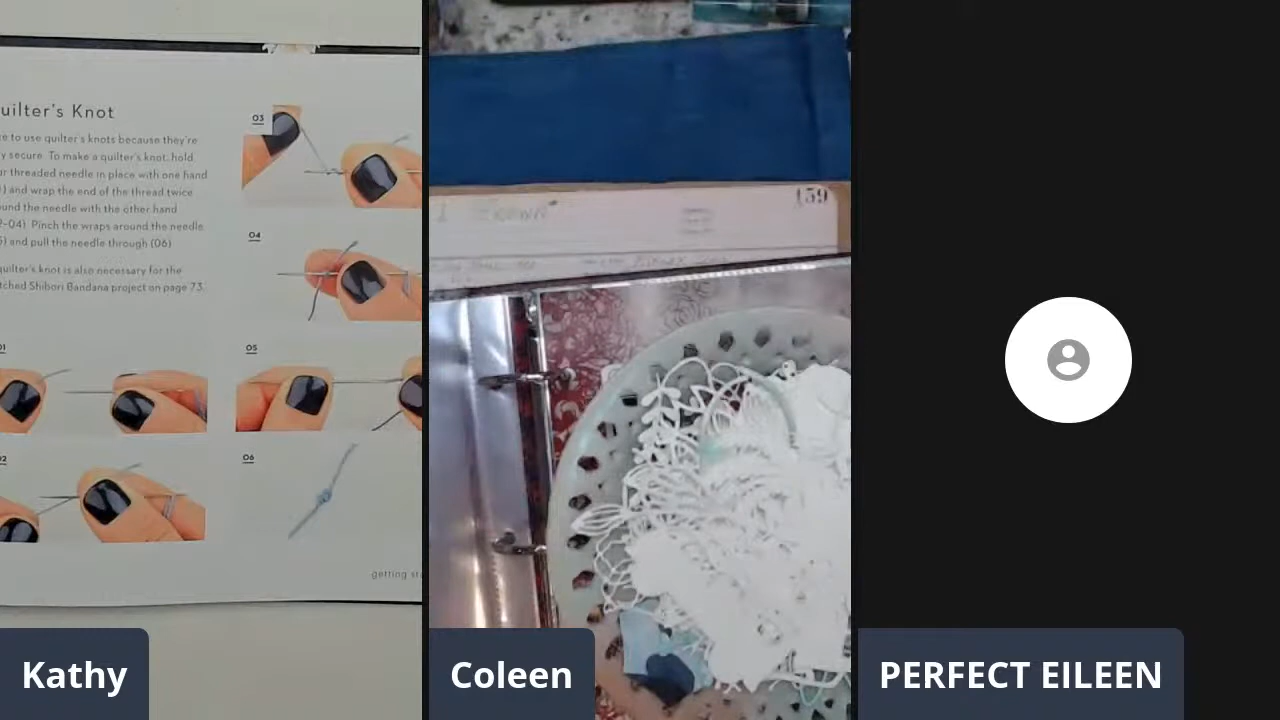 uilter's Knot
e to use quilter's knots because they're
y secure. To make a quilter's knot, hold
ur threaded needle in place with one hand
) and wrap the end of the thread twice
ound the needle with the other hand
2-04). Pinch the wraps around the needle
5) and pull the needle through (06)
quilter's knot is also necessary for the
tched Shibori Bandana project on page 73.
03
04
01
05
02
06
getting st
159
Kathy
Coleen
PERFECT EILEEN